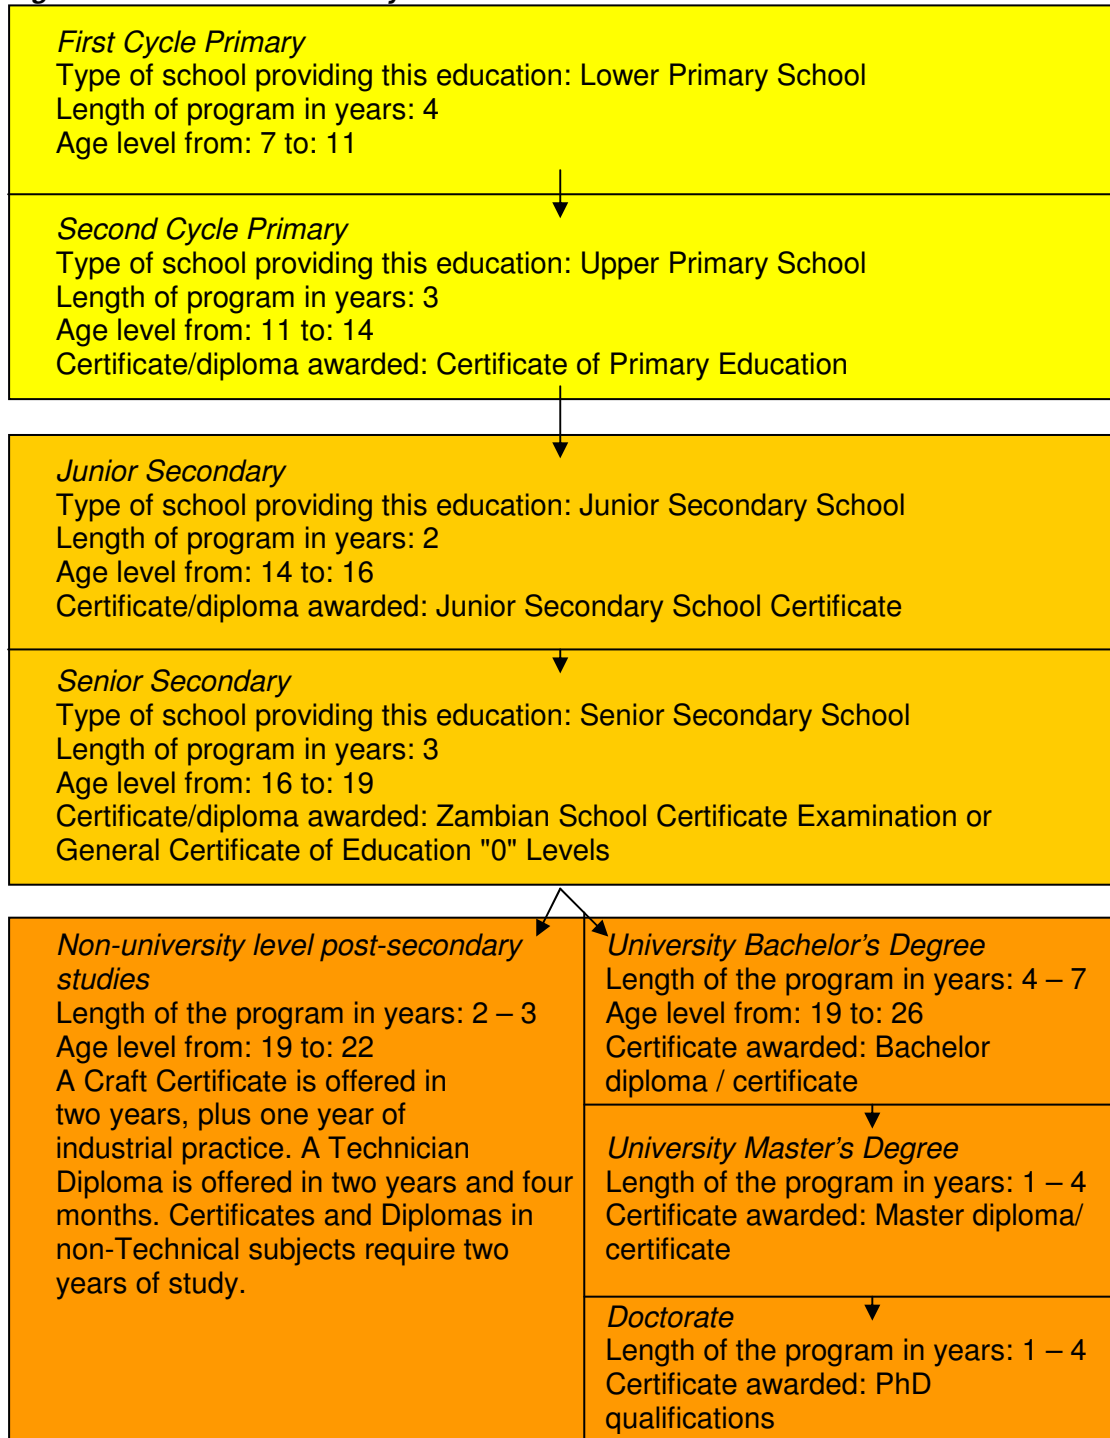 First Cycle Primary
Type of school providing this education: Lower Primary School
Length of program in years: 4
Age level from: 7 to: 11
Second Cycle Primary
Type of school providing this education: Upper Primary School
Length of program in years: 3
Age level from: 11 to: 14
Certificate/diploma awarded: Certificate of Primary Education
Junior Secondary
Type of school providing this education: Junior Secondary School
Length of program in years: 2
Age level from: 14 to: 16
Certificate/diploma awarded: Junior Secondary School Certificate
Senior Secondary
Type of school providing this education: Senior Secondary School
Length of program in years: 3
Age level from: 16 to: 19
Certificate/diploma awarded: Zambian School Certificate Examination or
General Certificate of Education "0" Levels
Non-university level post-secondary
studies
Length of the program in years: 2 – 3
Age level from: 19 to: 22
A Craft Certificate is offered in
two years, plus one year of
industrial practice. A Technician
Diploma is offered in two years and four
months. Certificates and Diplomas in
non-Technical subjects require two
years of study.
University Bachelor's Degree
Length of the program in years: 4 – 7
Age level from: 19 to: 26
Certificate awarded: Bachelor
diploma / certificate
University Master's Degree
Length of the program in years: 1 – 4
Certificate awarded: Master diploma/
certificate
Doctorate
Length of the program in years: 1 – 4
Certificate awarded: PhD
qualifications